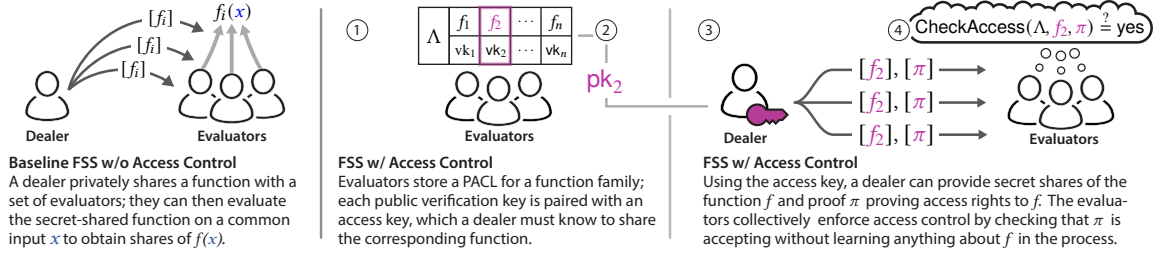 [f_i]
[f_i]
[f_i]
f_i(x)
Dealer
Evaluators
Baseline FSS w/o Access Control
A dealer privately shares a function with a
set of evaluators; they can then evaluate
the secret-shared function on a common
input x to obtain shares of f(x).
①
Λ f₁ f₂ ⋯ fₙ
vk₁ vk₂ ⋯ vkₙ
②
pk₂
Evaluators
FSS w/ Access Control
Evaluators store a PACL for a function family;
each public verification key is paired with an
access key, which a dealer must know to share
the corresponding function.
③
④
CheckAccess(Λ, f₂, π) ≟ yes
[f₂], [π]
[f₂], [π]
[f₂], [π]
Dealer
Evaluators
FSS w/ Access Control
Using the access key, a dealer can provide secret shares of the
function f and proof π proving access rights to f. The evalua-
tors collectively enforce access control by checking that π is
accepting without learning anything about f in the process.